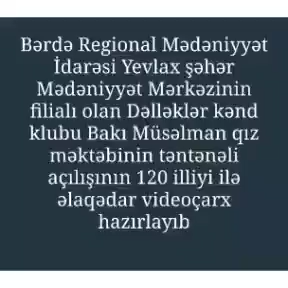 Bərdə Regional Mədəniyyət
İdarəsi Yevlax şəhər
Mədəniyyət Mərkəzinin
filialı olan Dəlləklər kənd
klubu Bakı Müsəlman qız
məktəbinin təntənəli
açılışının 120 illiyi ilə
əlaqədar videoçarx
hazırlayıb